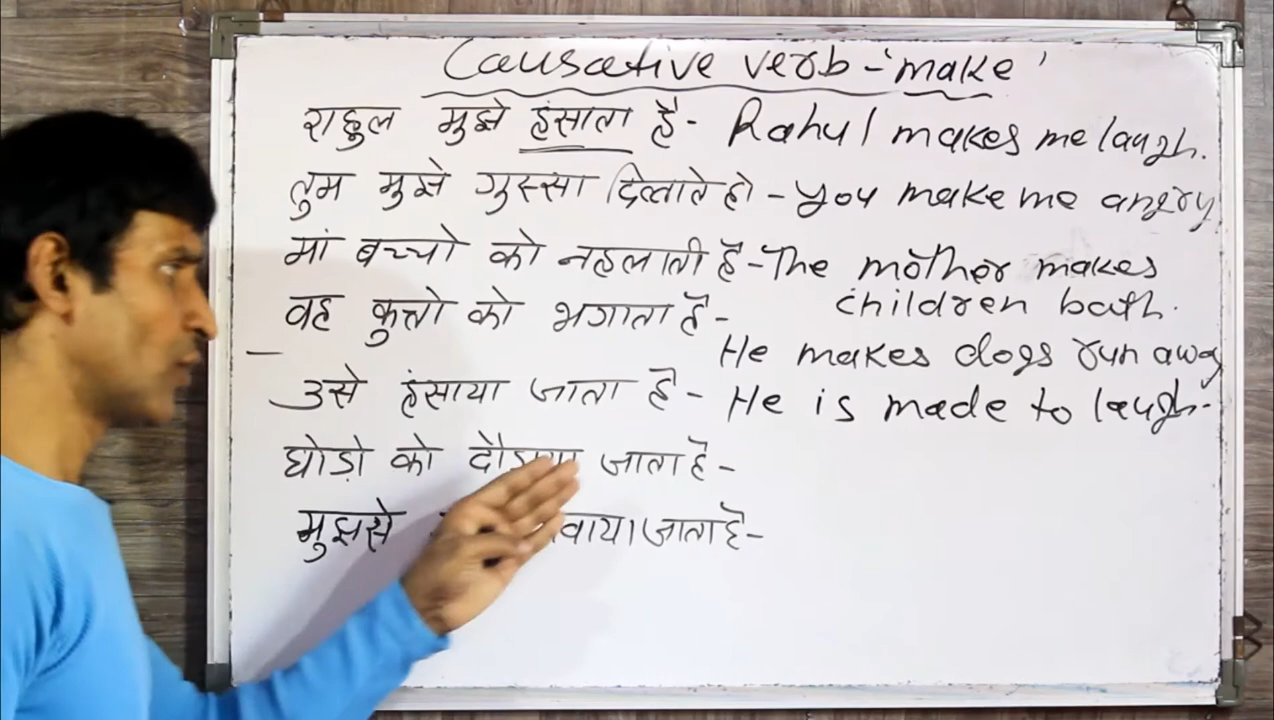 Causative verb - 'make'
राहुल मुझे हंसाता है - Rahul makes me laugh.
तुम मुझे गुस्सा दिलाते हो - You make me angry
मां बच्चो को नहलाती है - The mother makes
children bath.
वह कुत्तो को भगाता है -
He makes dogs run away
उसे हंसाया जाता है - He is made to laugh.
घोडो को जाता है -
मुझसे जाता है -